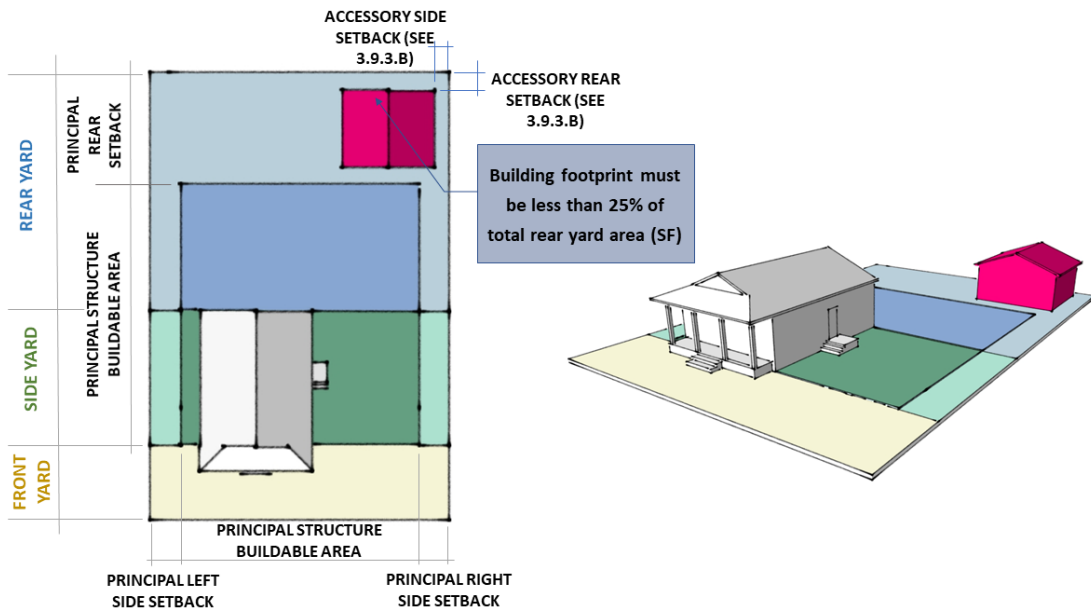 ACCESSORY SIDE
SETBACK (SEE
3.9.3.B)
ACCESSORY REAR
SETBACK (SEE
3.9.3.B)
REAR YARD
PRINCIPAL
REAR
SETBACK
Building footprint must
be less than 25% of
total rear yard area (SF)
SIDE YARD
PRINCIPAL STRUCTURE
BUILDABLE AREA
FRONT
YARD
PRINCIPAL STRUCTURE
BUILDABLE AREA
PRINCIPAL LEFT
SIDE SETBACK
PRINCIPAL RIGHT
SIDE SETBACK